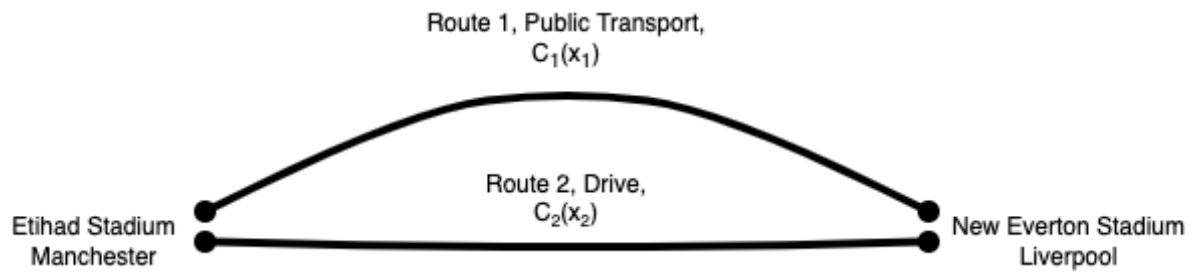 Route 1, Public Transport,
C₁(x₁)
Route 2, Drive,
C₂(x₂)
Etihad Stadium
Manchester
New Everton Stadium
Liverpool